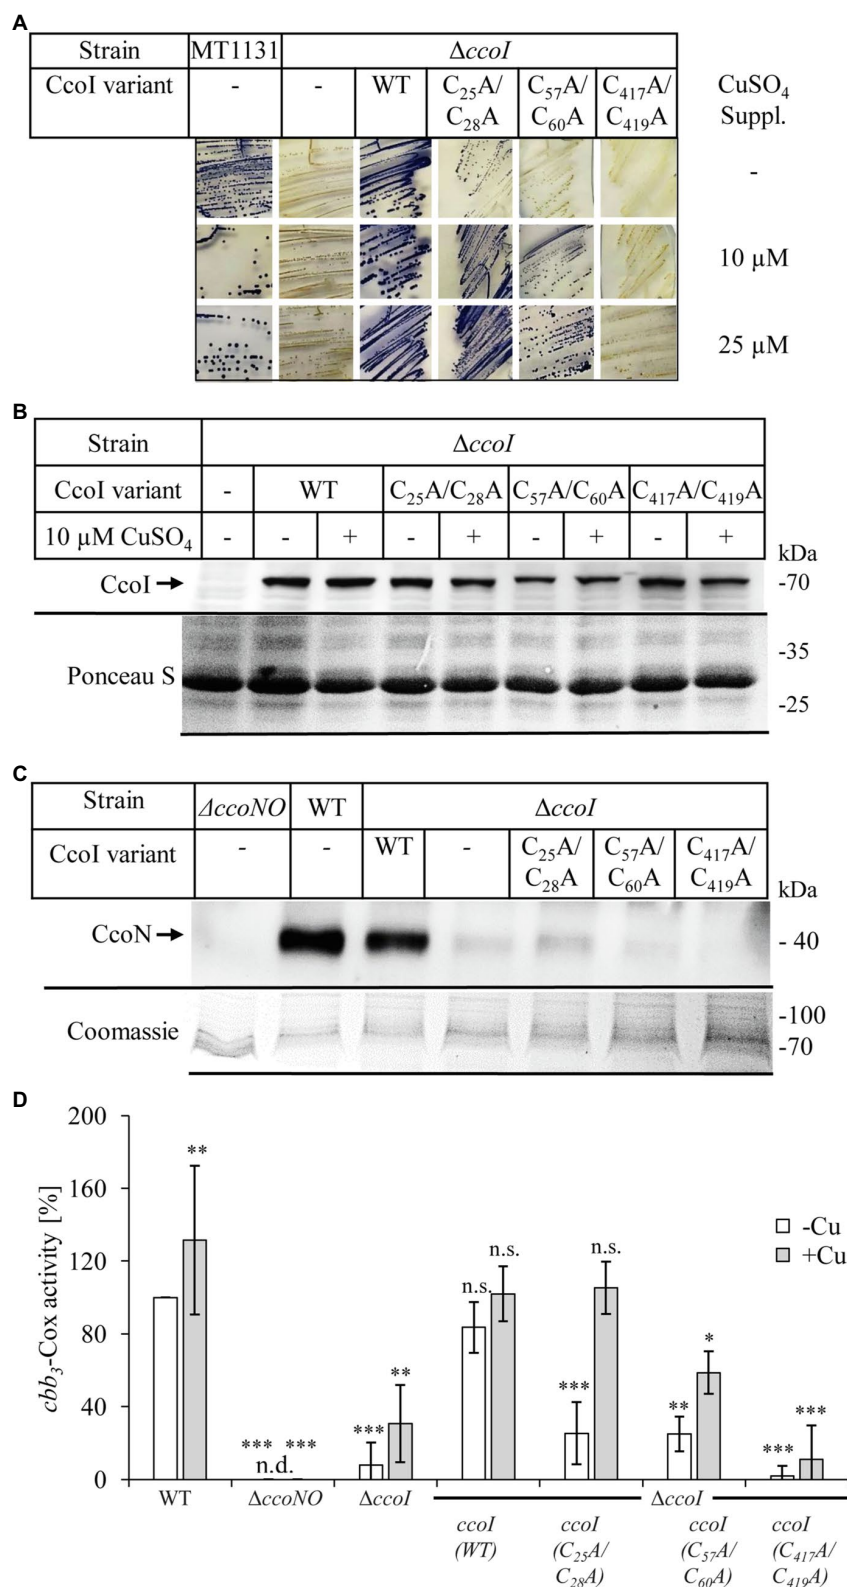 A
Strain MT1131 ΔccoI
CcoI variant - - WT C25A/ C57A/ C417A/ CuSO4
C28A C60A C419A Suppl.
-
10 µM
25 µM
B
Strain ΔccoI
CcoI variant - WT C25A/C28A C57A/C60A C417A/C419A
10 µM CuSO4 - - + - + - + - +
kDa
CcoI -70
-35
Ponceau S
-25
C
Strain ΔccoNO WT ΔccoI
CcoI variant - - WT - C25A/ C57A/ C417A/
C28A C60A C419A
kDa
CcoN - 40
-100
Coomassie
-70
D
cbb3-Cox activity [%]
200
160
120
80
40
0
-Cu
+Cu
** *** *** n.d. *** ** n.s. n.s. *** n.s. ** * *** ***
WT ΔccoNO ΔccoI ΔccoI
ccoI ccoI ccoI ccoI
(WT) (C25A/ (C57A/ (C417A/
C28A) C60A) C419A)